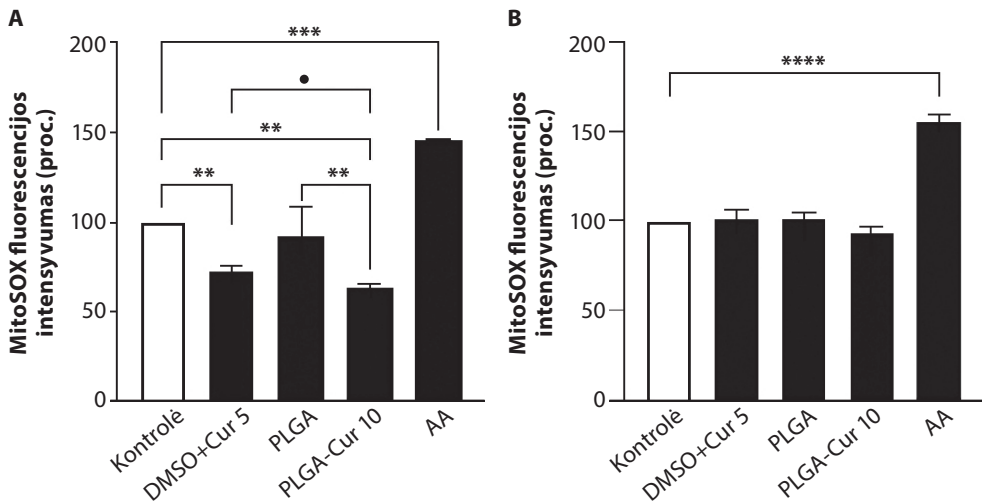 A
MitoSOX fluorescencijos
intensyvumas (proc.)
200
150
100
50
0
***
•
**
**
**
Kontrolė
DMSO+Cur 5
PLGA
PLGA-Cur 10
AA
B
MitoSOX fluorescencijos
intensyvumas (proc.)
200
150
100
50
0
****
Kontrolė
DMSO+Cur 5
PLGA
PLGA-Cur 10
AA